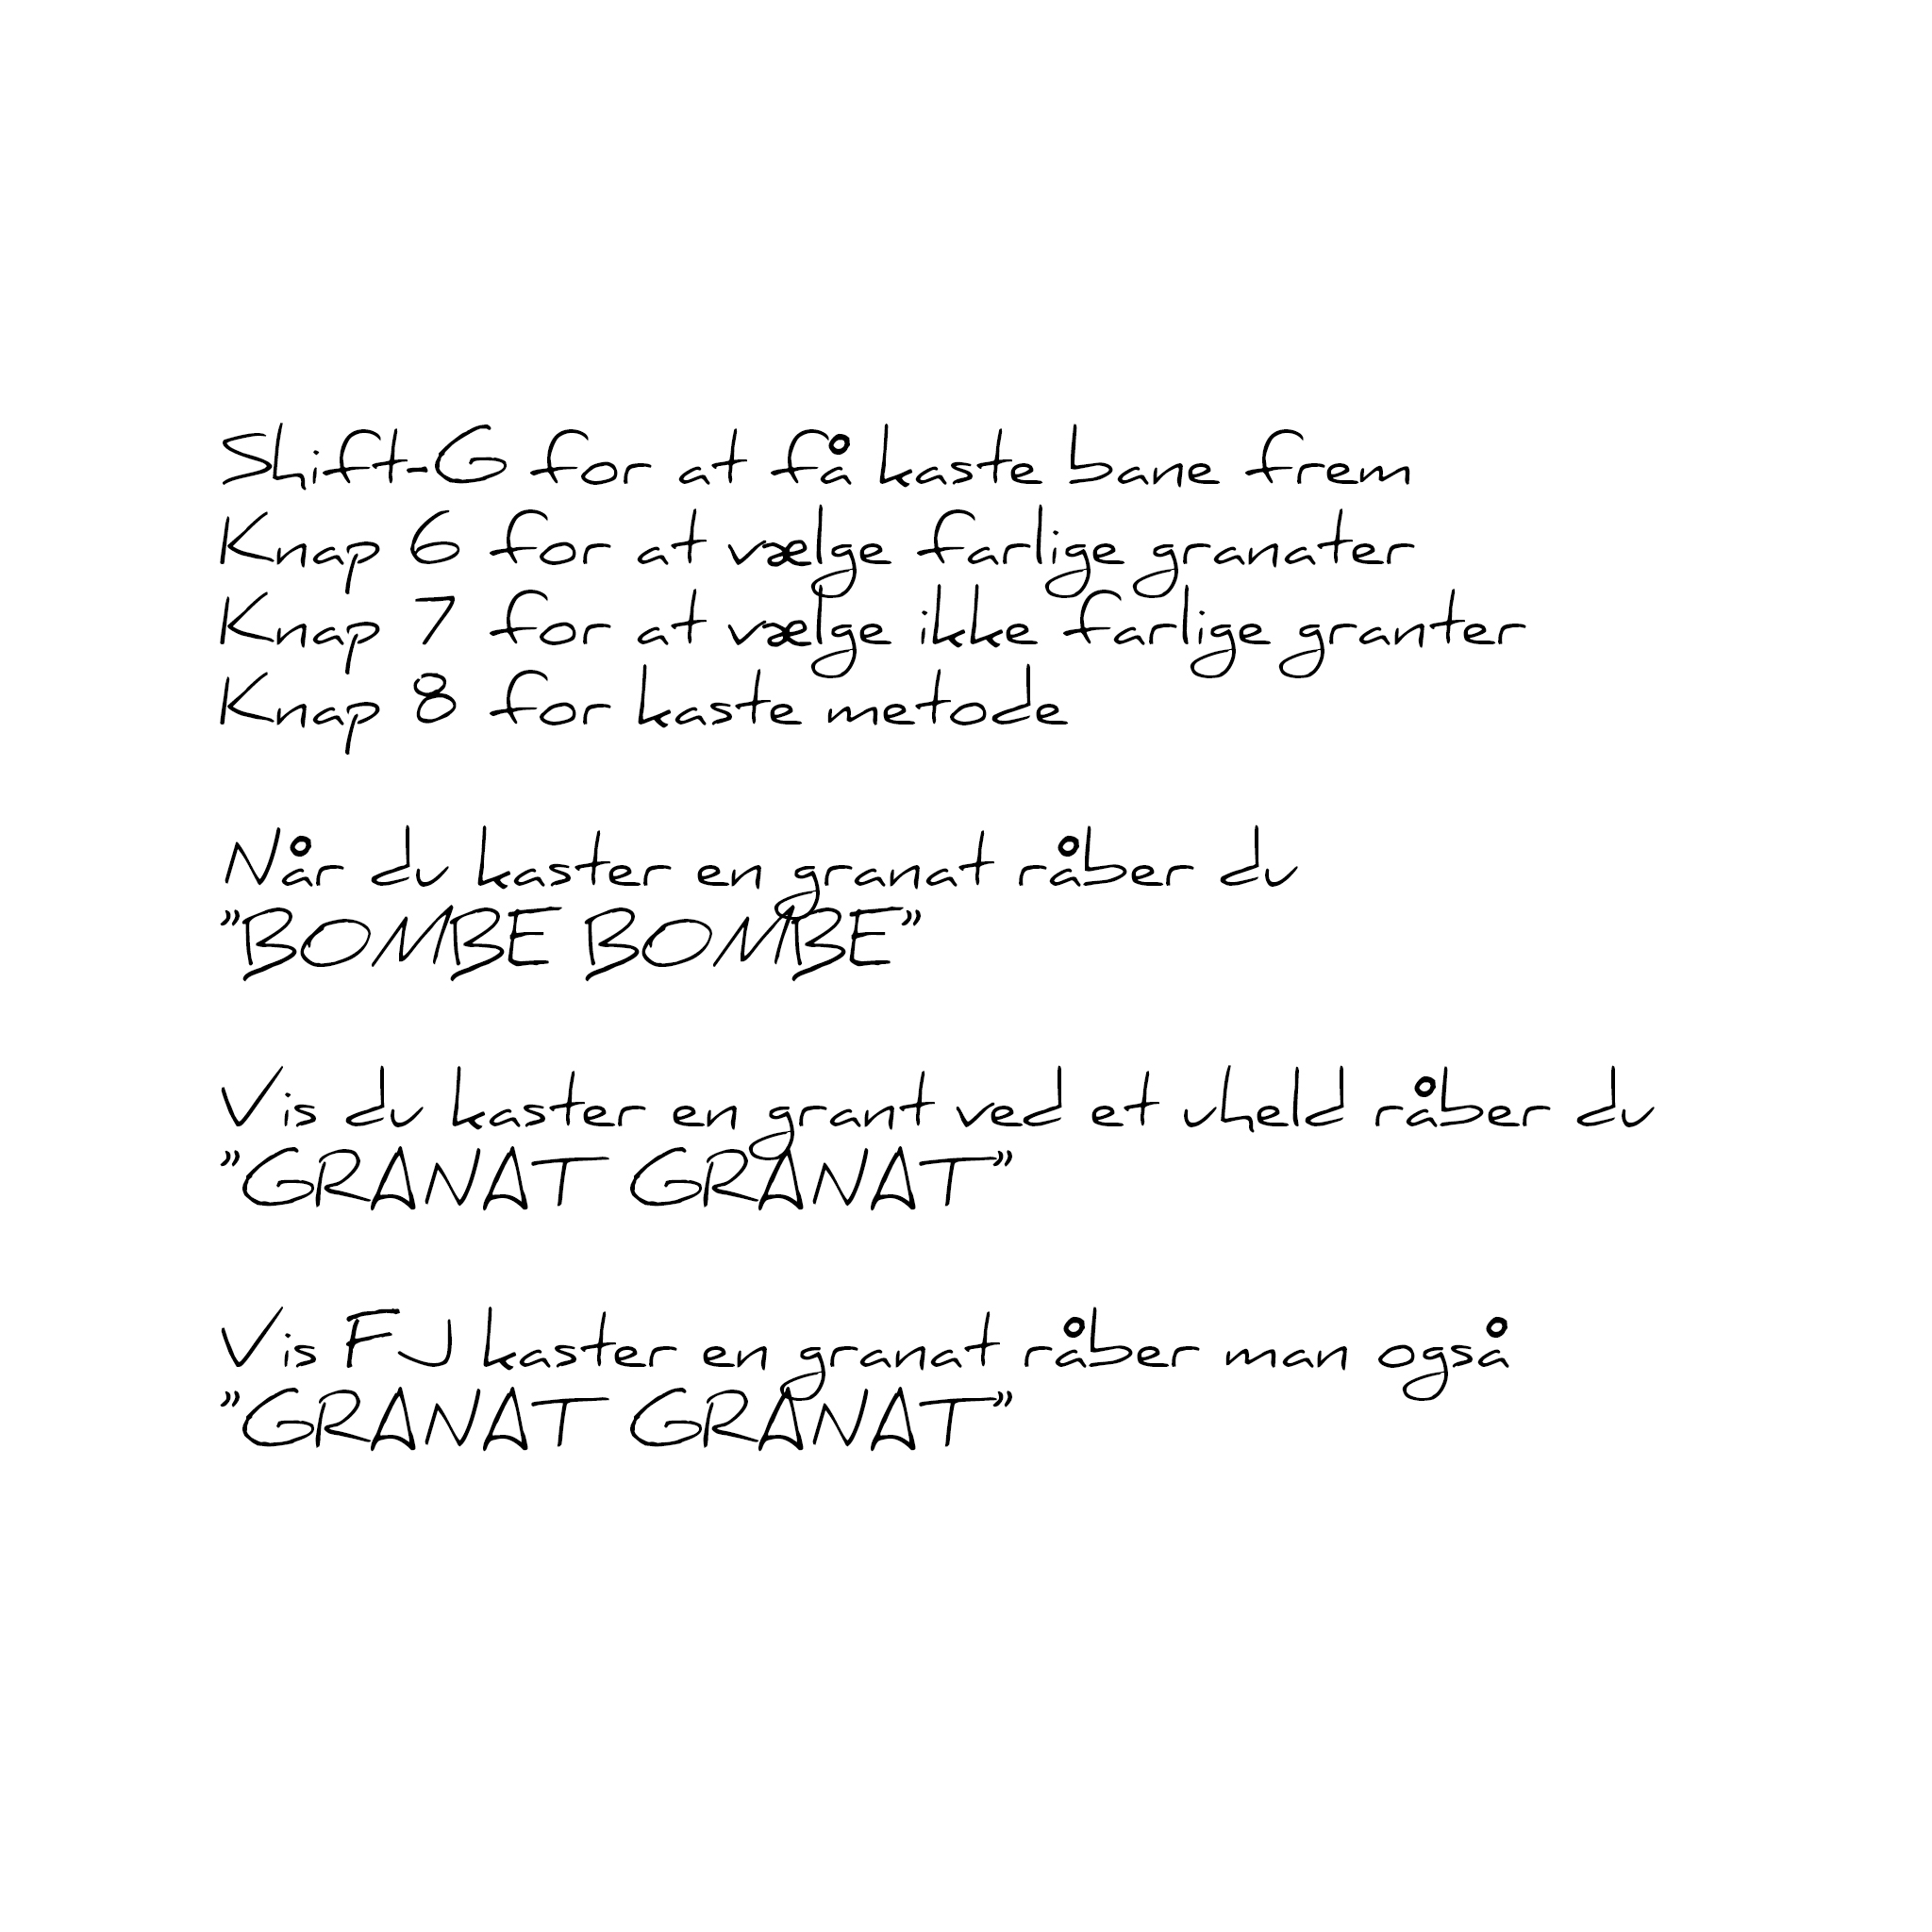 Shift-G for at få kaste bane frem
Knap 6 for at vælge farlige granater
Knap 7 for at vælge ikke farlige granter
Knap 8 for kaste metode
Når du kaster en granat råber du
”BOMBE BOMBE”
Vis du kaster en grant ved et uheld råber du
”GRANAT GRANAT”
Vis FJ kaster en granat råber man også
”GRANAT GRANAT”